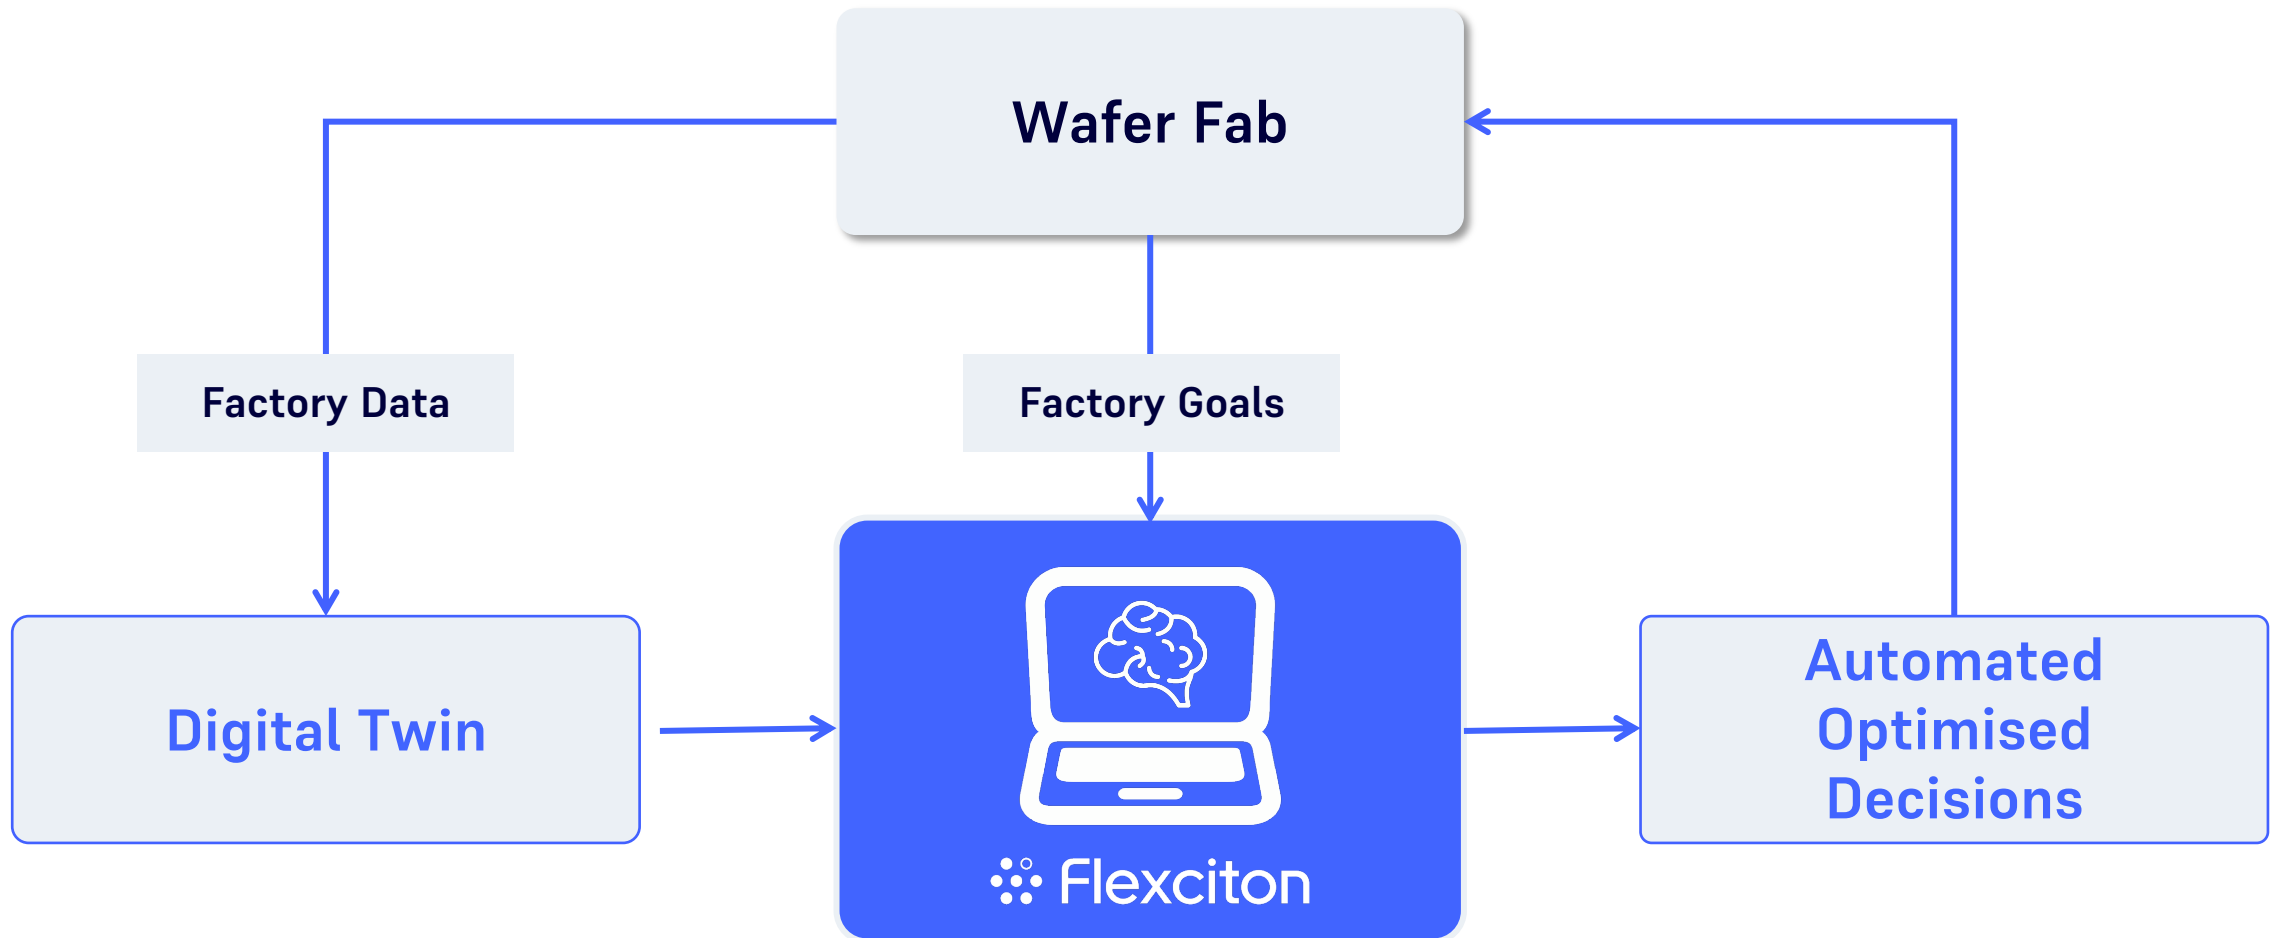 Wafer Fab
Factory Data
Factory Goals
Digital Twin
Flexciton
Automated
Optimised
Decisions